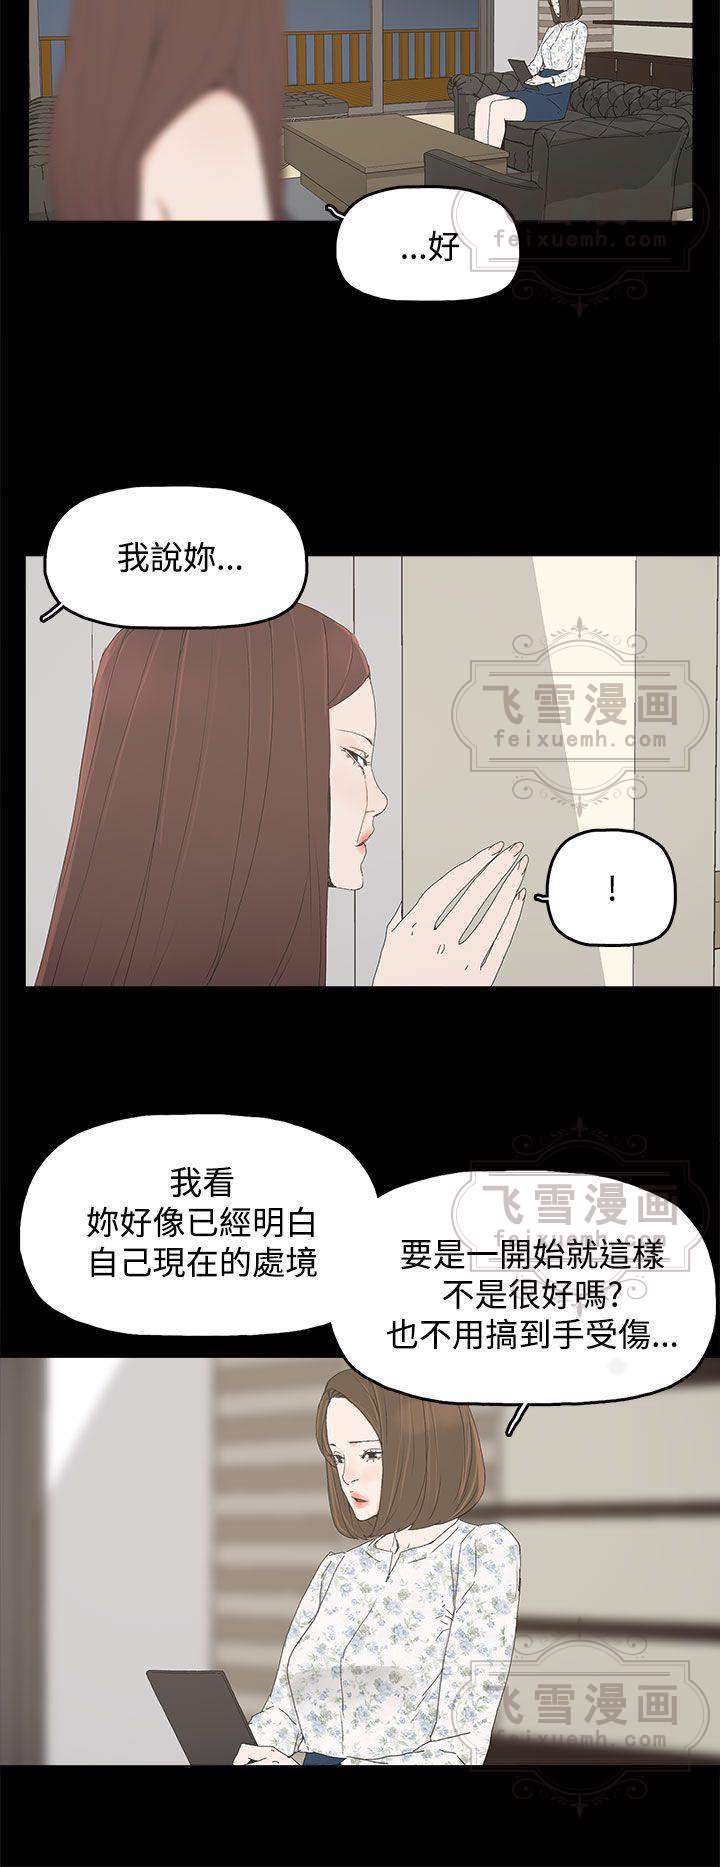 飞雪漫画
feixuemh.com
…好
我說妳…
飞雪漫画
feixuemh.com
!
飞雪漫画
feixuemh.com
我看
妳好像已經明白
自己現在的處境
要是一開始就這樣
不是很好嗎?
也不用搞到手受傷…
飞雪漫画
feixuemh.com